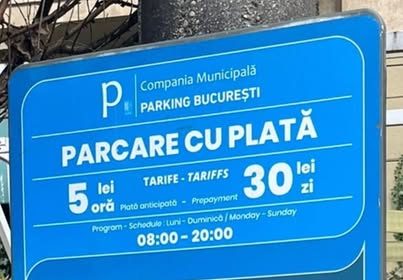 p Compania Municipală
PARKING BUCUREȘTI
PARCARE CU PLATĂ
5 lei oră TARIFE - TARIFFS 30 lei zi
Plată anticipată - Prepayment
Program - Schedule : Luni - Duminică / Monday - Sunday
08:00 - 20:00